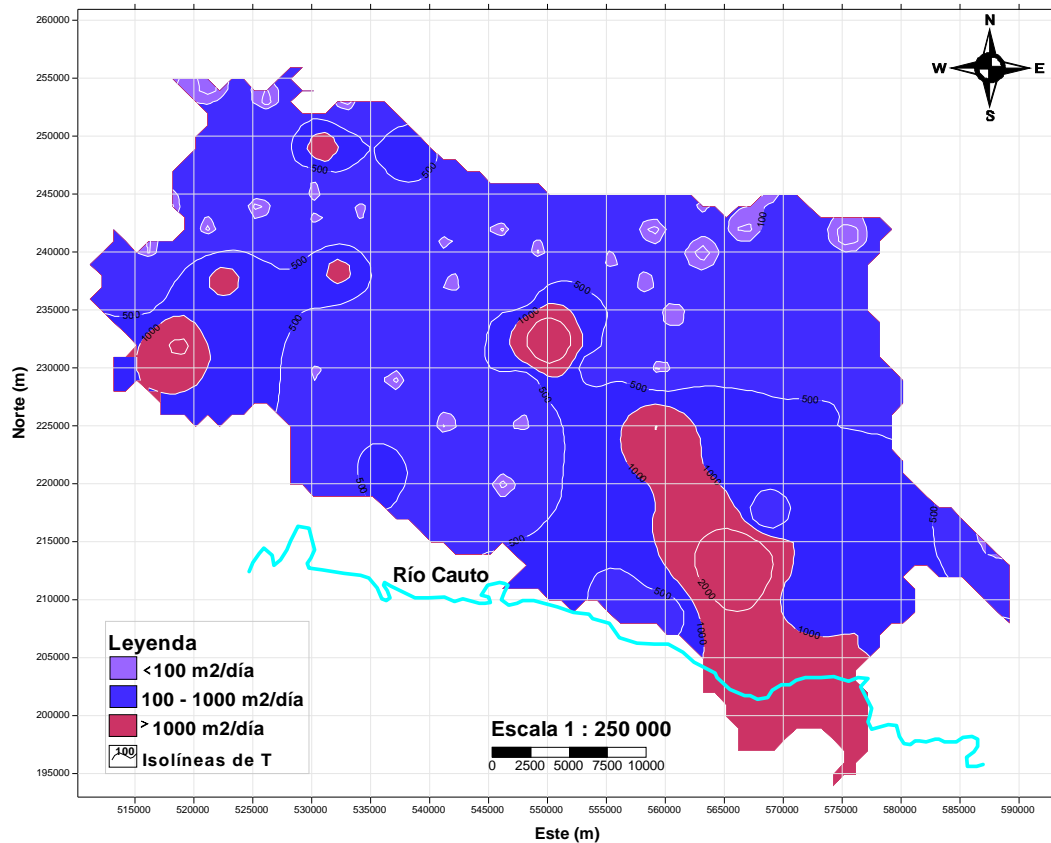 260000
255000
250000
245000
240000
235000
230000
225000
220000
215000
210000
205000
200000
195000
Norte (m)
N
W
E
S
500
500
100
500
500
500
500
1000
1000
500
500
500
500
1000
1000
500
500
500
2000
500
1000
1000
Río Cauto
Leyenda
<100 m2/día
100 - 1000 m2/día
> 1000 m2/día
100
Isolíneas de T
Escala 1 : 250 000
0 2500 5000 7500 10000
515000 520000 525000 530000 535000 540000 545000 550000 555000 560000 565000 570000 575000 580000 585000 590000
Este (m)